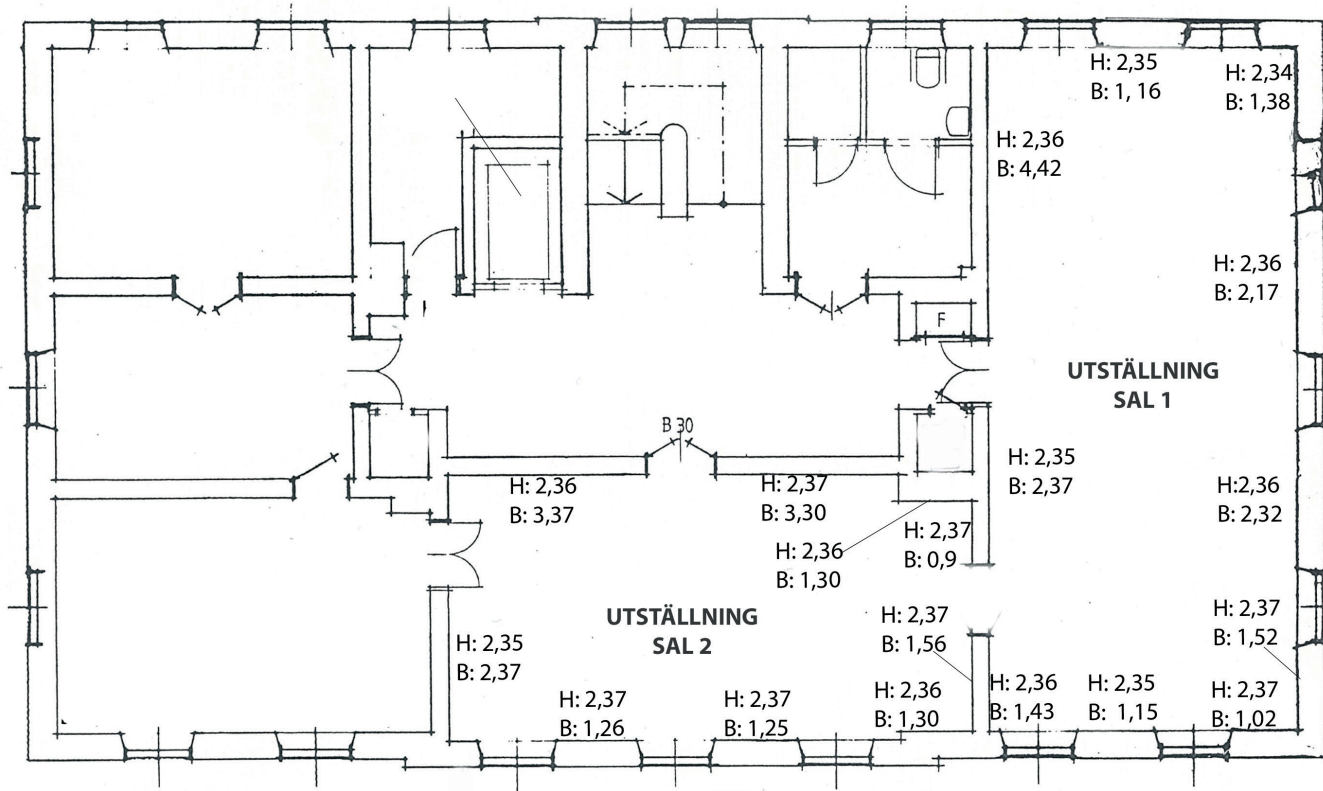 H: 2,35
B: 1, 16
H: 2,34
B: 1,38
H: 2,36
B: 4,42
H: 2,36
B: 2,17
F
UTSTÄLLNING
SAL 1
B 30
H: 2,35
B: 2,37
H: 2,36
B: 3,37
H: 2,37
B: 3,30
H:2,36
B: 2,32
H: 2,37
B: 0,9
H: 2,36
B: 1,30
UTSTÄLLNING
SAL 2
H: 2,37
B: 1,56
H: 2,37
B: 1,52
H: 2,35
B: 2,37
H: 2,37
B: 1,26
H: 2,37
B: 1,25
H: 2,36
B: 1,30
H: 2,36
B: 1,43
H: 2,35
B: 1,15
H: 2,37
B: 1,02